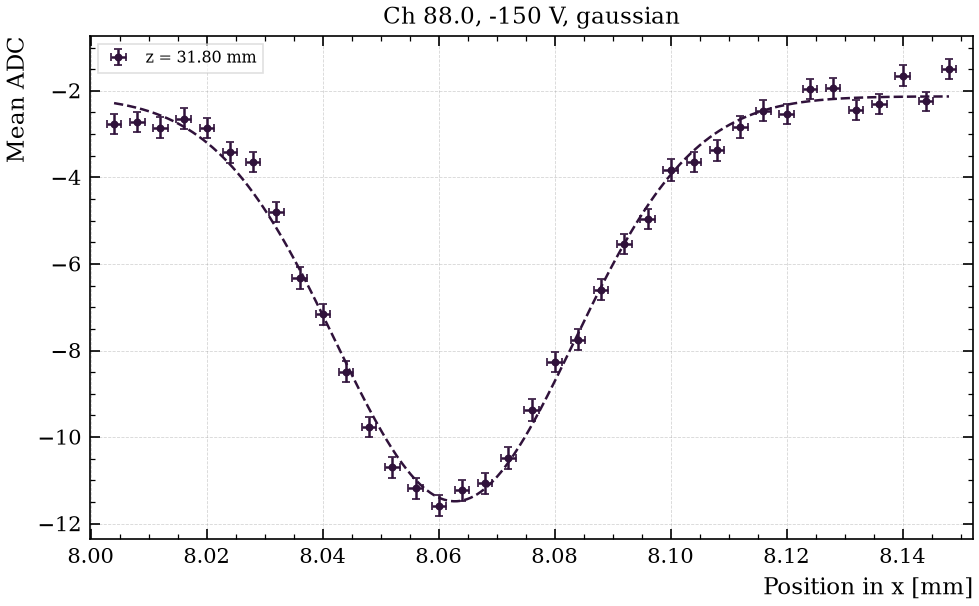 Ch 88.0, -150 V, gaussian
Mean ADC
z = 31.80 mm
−2
−4
−6
−8
−10
−12
8.00 8.02 8.04 8.06 8.08 8.10 8.12 8.14
Position in x [mm]